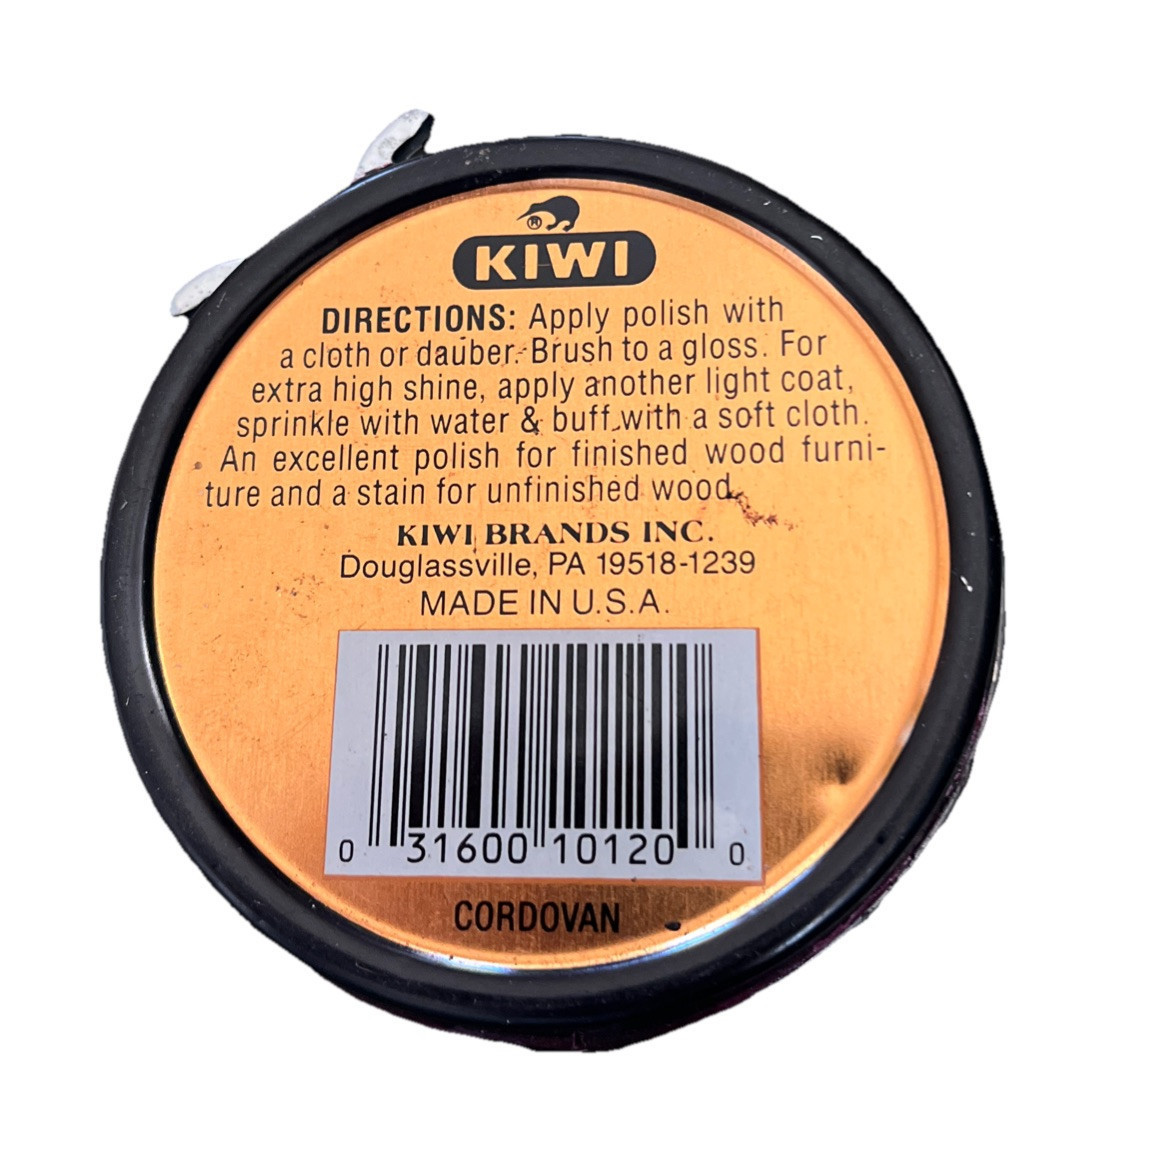 ®
KIWI
DIRECTIONS: Apply polish with
a cloth or dauber. Brush to a gloss. For
extra high shine, apply another light coat,
sprinkle with water & buff with a soft cloth.
An excellent polish for finished wood furni-
ture and a stain for unfinished wood.
KIWI BRANDS INC.
Douglassville, PA 19518-1239
MADE IN U.S.A.
0 31600 10120 0
CORDOVAN